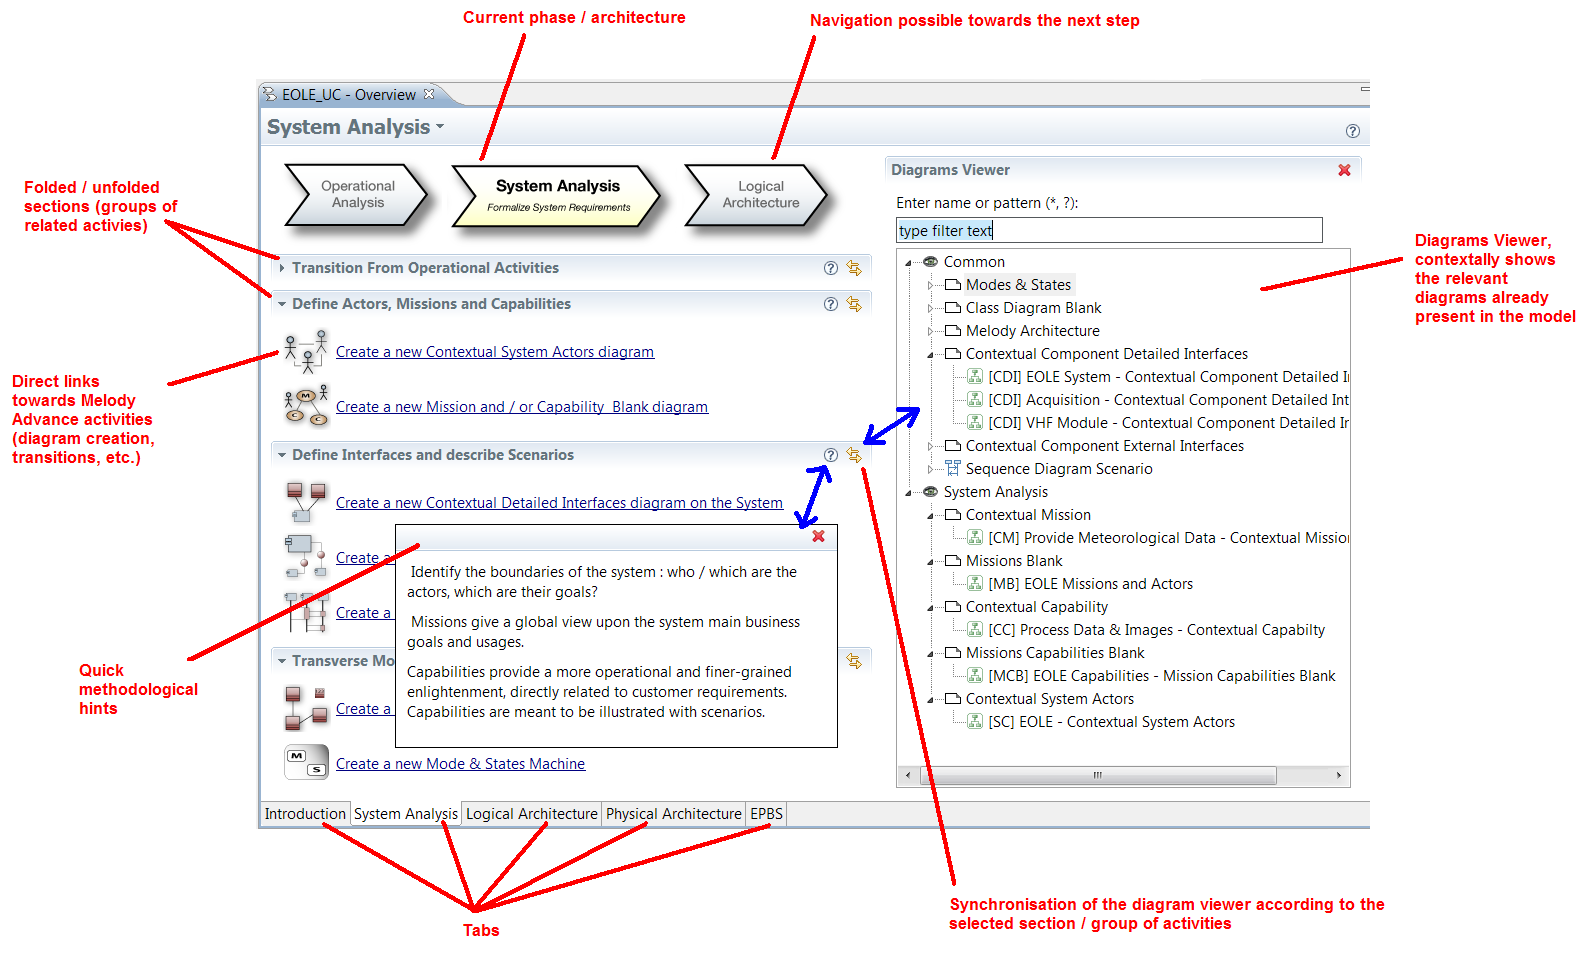 Current phase / architecture
Navigation possible towards the next step
EOLE_UC - Overview
System Analysis
Operational
Analysis
System Analysis
Formalize System Requirements
Logical
Architecture
Folded / unfolded
sections (groups of
related activies)
Transition From Operational Activities
Define Actors, Missions and Capabilities
Create a new Contextual System Actors diagram
Create a new Mission and / or Capability  Blank diagram
Direct links
towards Melody
Advance activities
(diagram creation,
transitions, etc.)
Define Interfaces and describe Scenarios
Create a new Contextual Detailed Interfaces diagram on the System
Create a
Create a
Transverse Mo
Create a
M
S
Create a new Mode & States Machine
Identify the boundaries of the system : who / which are the
actors, which are their goals?
Missions give a global view upon the system main business
goals and usages.
Capabilities provide a more operational and finer-grained
enlightenment, directly related to customer requirements.
Capabilities are meant to be illustrated with scenarios.
Quick
methodological
hints
Diagrams Viewer
Enter name or pattern (*, ?):
type filter text
Common
Modes & States
Class Diagram Blank
Melody Architecture
Contextual Component Detailed Interfaces
[CDI] EOLE System - Contextual Component Detailed I
[CDI] Acquisition - Contextual Component Detailed Int
[CDI] VHF Module - Contextual Component Detailed Ir
Contextual Component External Interfaces
Sequence Diagram Scenario
System Analysis
Contextual Mission
[CM] Provide Meteorological Data - Contextual Missio
Missions Blank
[MB] EOLE Missions and Actors
Contextual Capability
[CC] Process Data & Images - Contextual Capabilty
Missions Capabilities Blank
[MCB] EOLE Capabilities - Mission Capabilities Blank
Contextual System Actors
[SC] EOLE - Contextual System Actors
Diagrams Viewer,
contextally shows
the relevant
diagrams already
present in the model
Introduction System Analysis Logical Architecture Physical Architecture EPBS
Tabs
Synchronisation of the diagram viewer according to the
selected section / group of activities